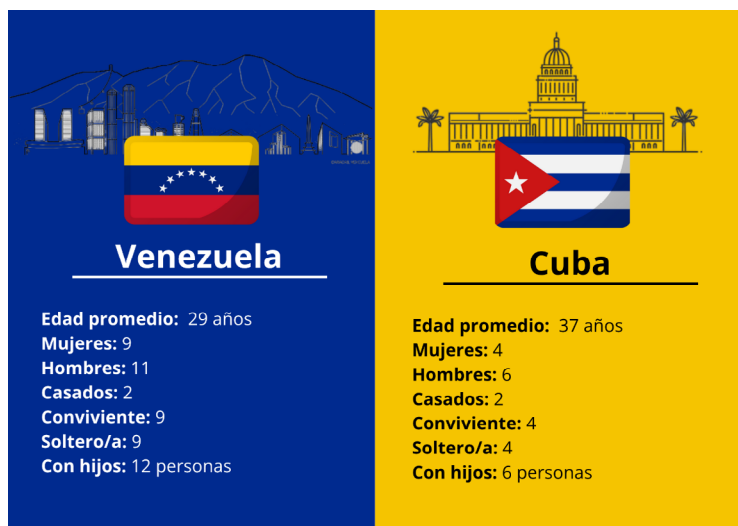 Venezuela
Edad promedio: 29 años
Mujeres: 9
Hombres: 11
Casados: 2
Conviviente: 9
Soltero/a: 9
Con hijos: 12 personas
Cuba
Edad promedio: 37 años
Mujeres: 4
Hombres: 6
Casados: 2
Conviviente: 4
Soltero/a: 4
Con hijos: 6 personas